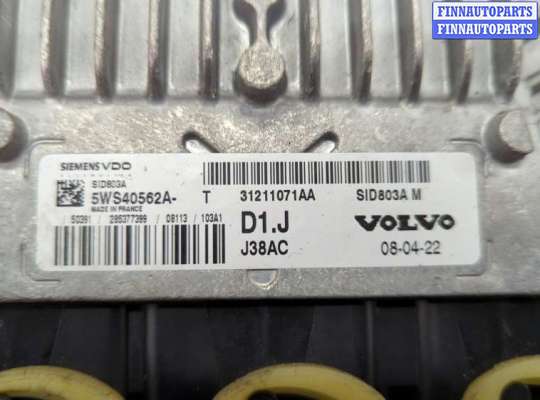 FINNAUTOPARTS
FINNAUTOPARTS
SIEMENS VDO
SID803A
5WS40562A- T 31211071AA SID803A M
MADE IN FRANCE
50391 / 285377399 / 08113 / 103A1
D1.J VOLVO
J38AC 08-04-22